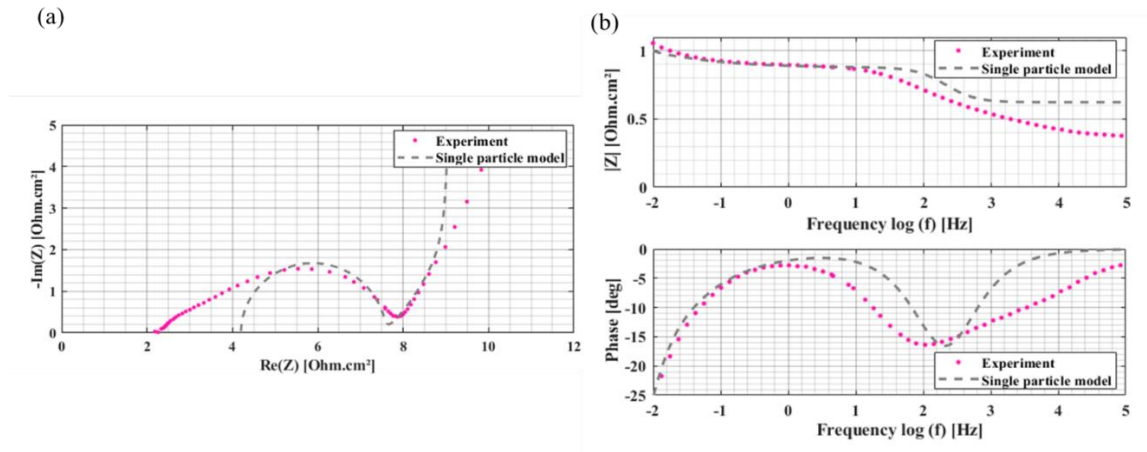 (a)
5
4
3
2
1
0
-Im(Z) [Ohm.cm²]
Experiment
Single particle model
0 2 4 6 8 10 12
Re(Z) [Ohm.cm²]
(b)
1
0.5
0
|Z| [Ohm.cm²]
Experiment
Single particle model
-2 -1 0 1 2 3 4 5
Frequency log (f) [Hz]
0
-5
-10
-15
-20
-25
Phase [deg]
Experiment
Single particle model
-2 -1 0 1 2 3 4 5
Frequency log (f) [Hz]